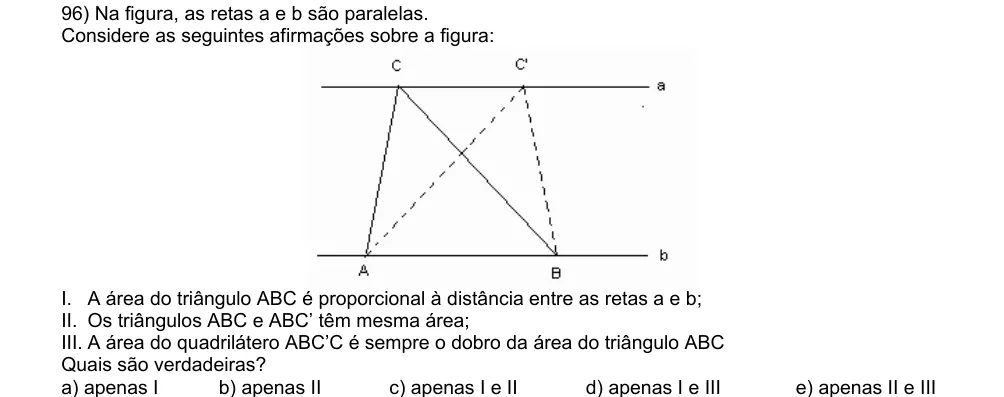 96) Na figura, as retas a e b são paralelas.
Considere as seguintes afirmações sobre a figura:
C C'
a
b
A B
I. A área do triângulo ABC é proporcional à distância entre as retas a e b;
II. Os triângulos ABC e ABC’ têm mesma área;
III. A área do quadrilátero ABC’C é sempre o dobro da área do triângulo ABC
Quais são verdadeiras?
a) apenas I b) apenas II c) apenas I e II d) apenas I e III e) apenas II e III